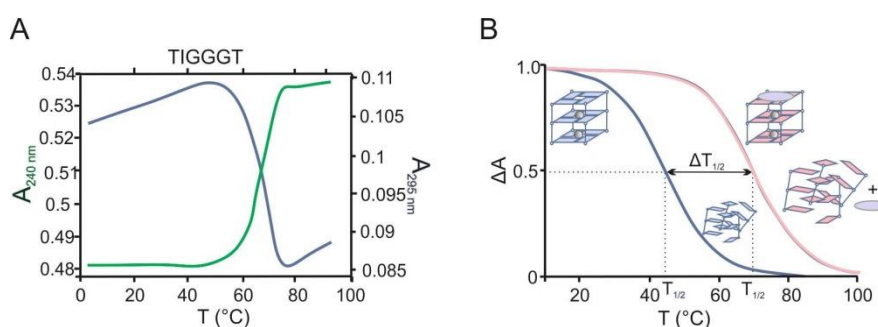 A
TIGGGT
0.54
0.53
0.51
0.5
0.49
0.48
A240 nm
0.11
0.105
0.1
0.095
0.09
0.085
A295 nm
0 20 40 60 80 100
T (°C)
B
1.0
0.5
0
ΔA
ΔT1/2
+
20 40 60 80 100
T1/2 T1/2
T (°C)